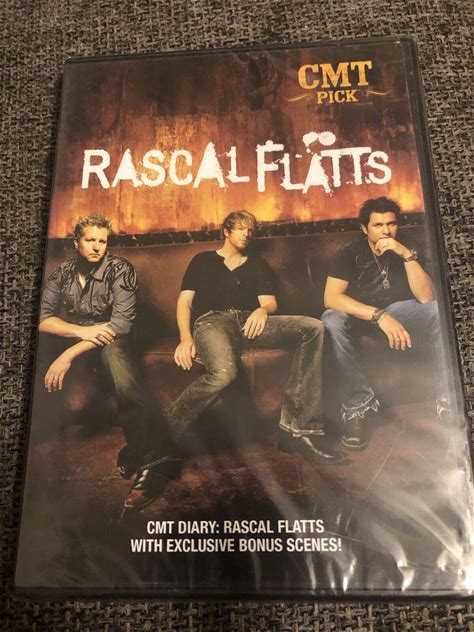 CMT
PICK
RASCAL FLATTS
CMT DIARY: RASCAL FLATTS
WITH EXCLUSIVE BONUS SCENES!